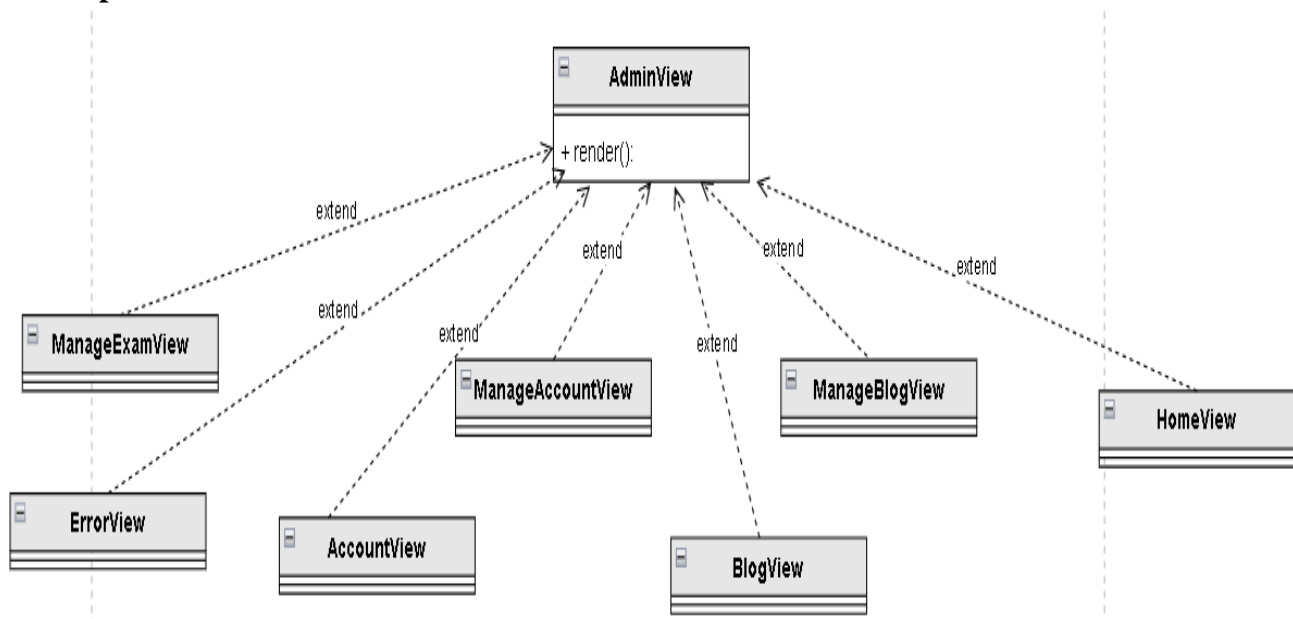 AdminView
+ render():
extend
extend
extend
extend
extend
extend
extend
ManageExamView
ManageAccountView
ManageBlogView
HomeView
ErrorView
AccountView
BlogView